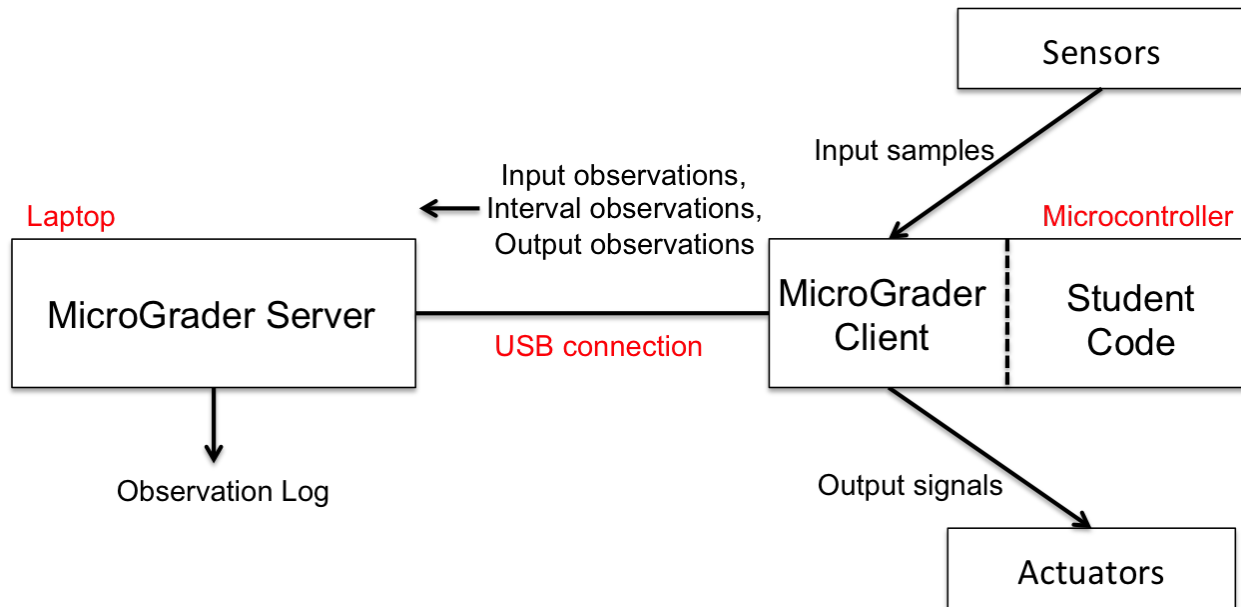 Sensors
Input samples
Input observations,
Interval observations,
Output observations
Laptop
Microcontroller
MicroGrader Server
MicroGrader
Client
Student
Code
USB connection
Observation Log
Output signals
Actuators